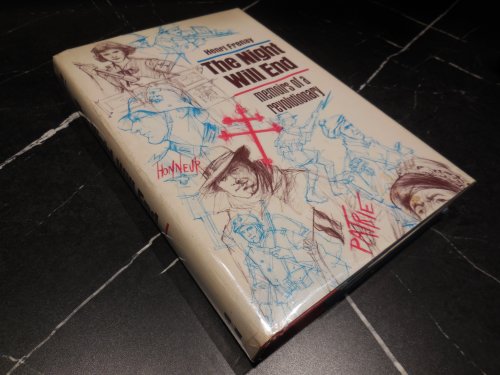 Henri Frenay
The Night
Will End
memoirs of a
revolutionary
HONNEUR
PATRIE